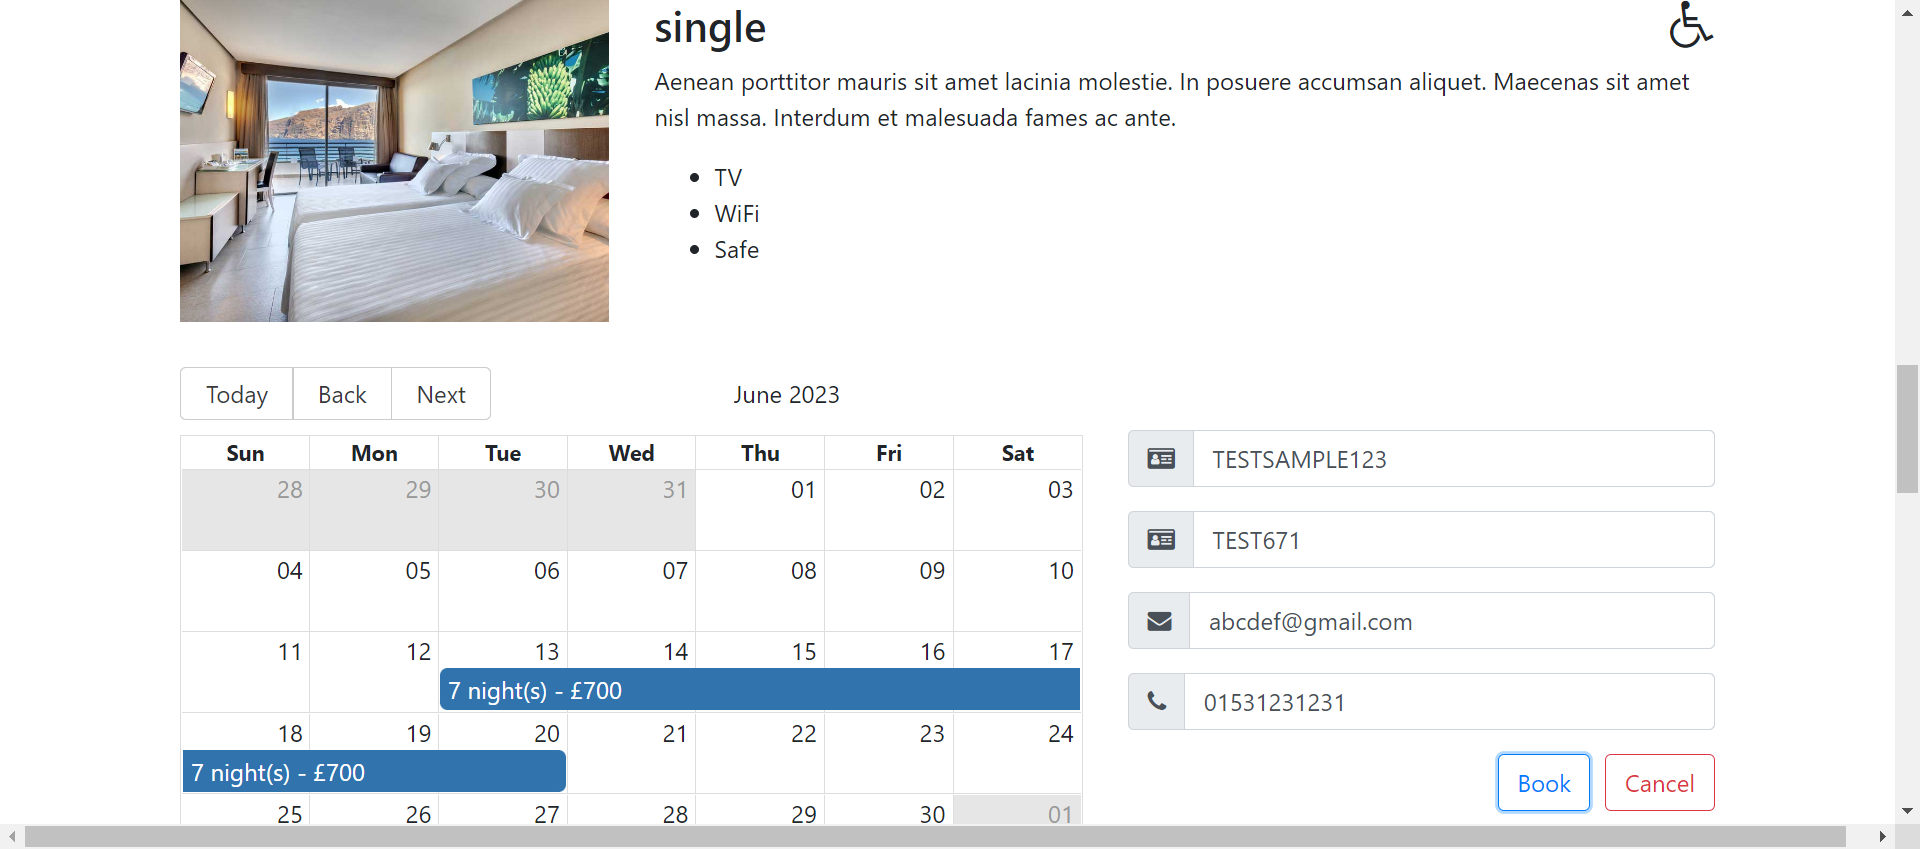 single
Aenean porttitor mauris sit amet lacinia molestie. In posuere accumsan aliquet. Maecenas sit amet
nisl massa. Interdum et malesuada fames ac ante.
TV
WiFi
Safe
Today Back Next June 2023
Sun Mon Tue Wed Thu Fri Sat
28 29 30 31 01 02 03
04 05 06 07 08 09 10
11 12 13 14 15 16 17
7 night(s) - £700
18 19 20 21 22 23 24
7 night(s) - £700
25 26 27 28 29 30 01
TESTSAMPLE123
TEST671
abcdef@gmail.com
01531231231
Book Cancel